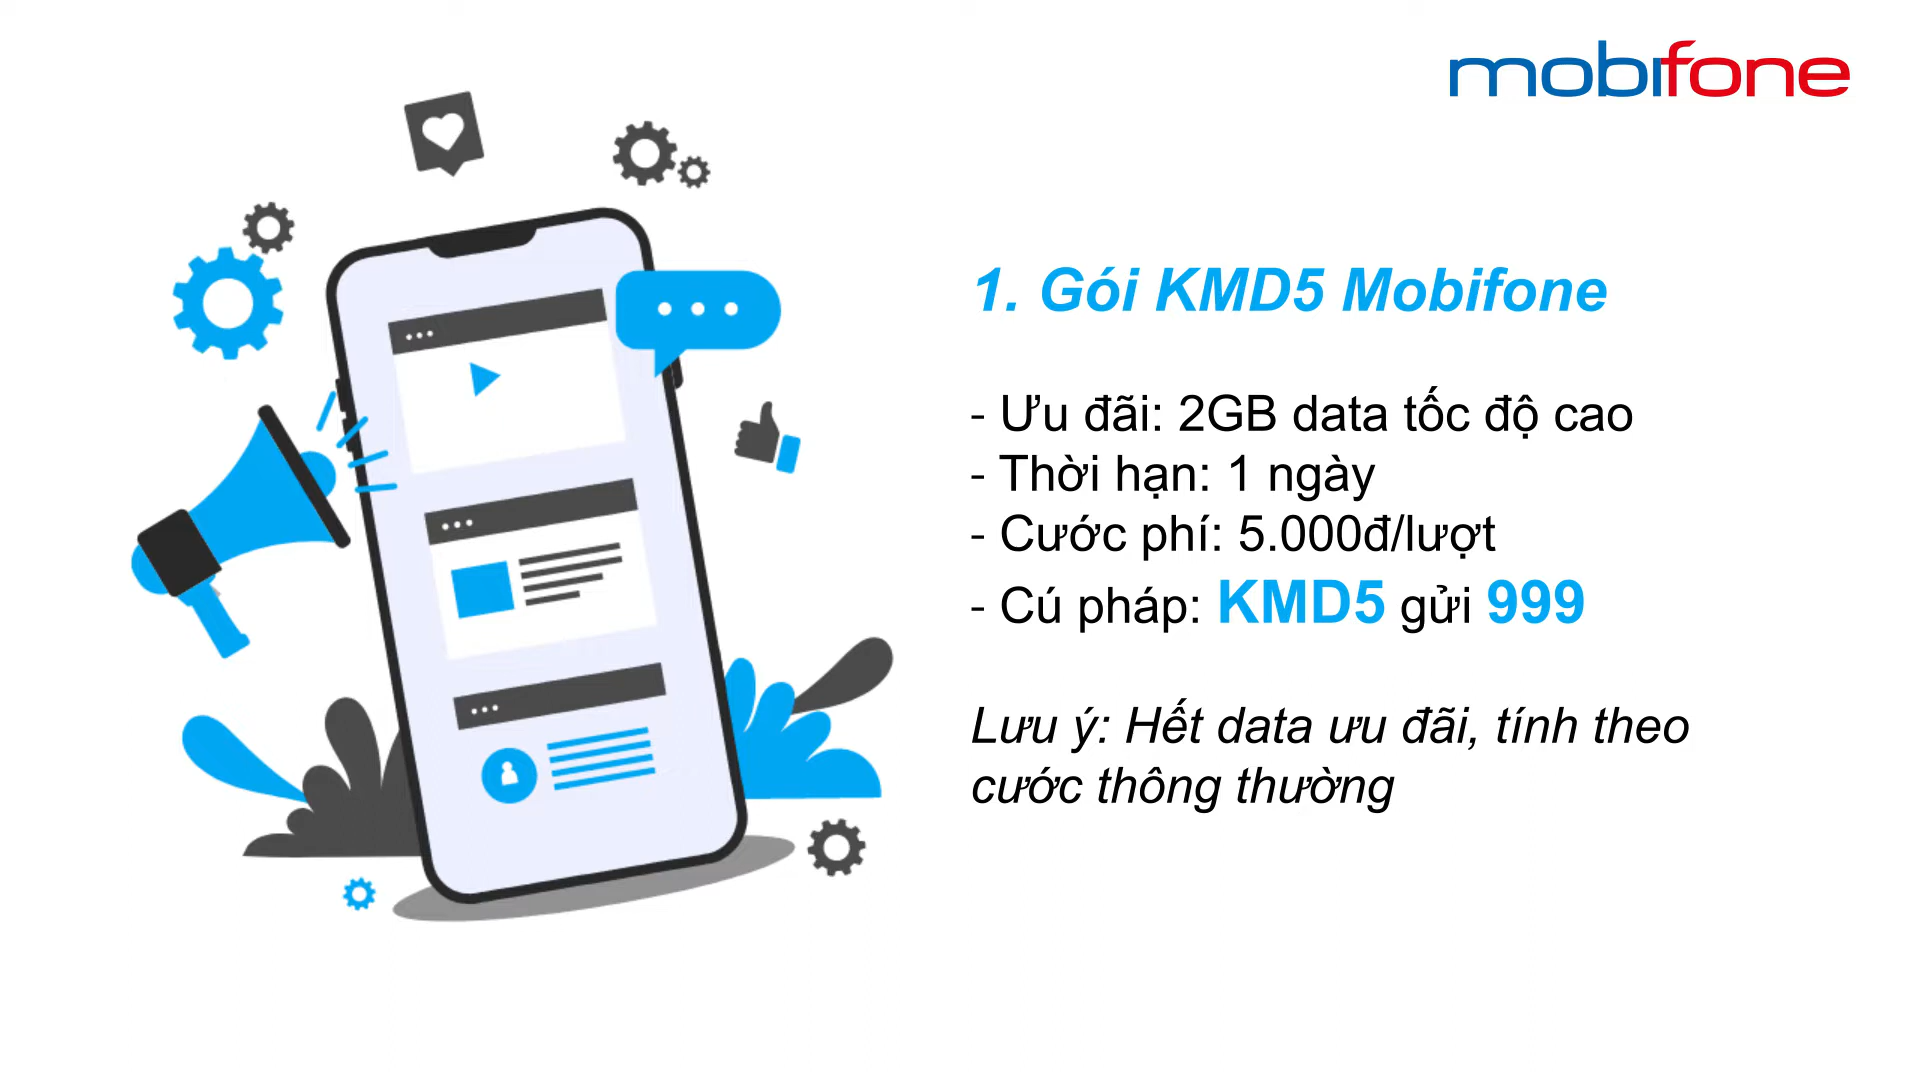 mobifone
1. Gói KMD5 Mobifone
- Ưu đãi: 2GB data tốc độ cao
- Thời hạn: 1 ngày
- Cước phí: 5.000đ/lượt
- Cú pháp: KMD5 gửi 999
Lưu ý: Hết data ưu đãi, tính theo
cước thông thường